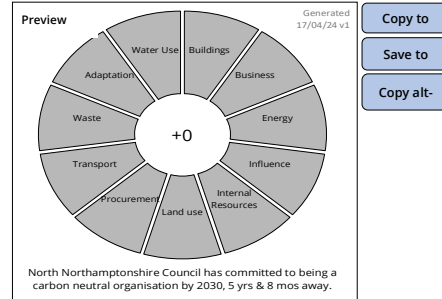 Preview
Generated
17/04/24 v1
Copy to
Save to
Copy alt-
Water Use
Buildings
Adaptation
Business
Waste
Energy
+0
Transport
Influence
Procurement
Internal
Resources
Land use
North Northamptonshire Council has committed to being a
carbon neutral organisation by 2030, 5 yrs & 8 mos away.